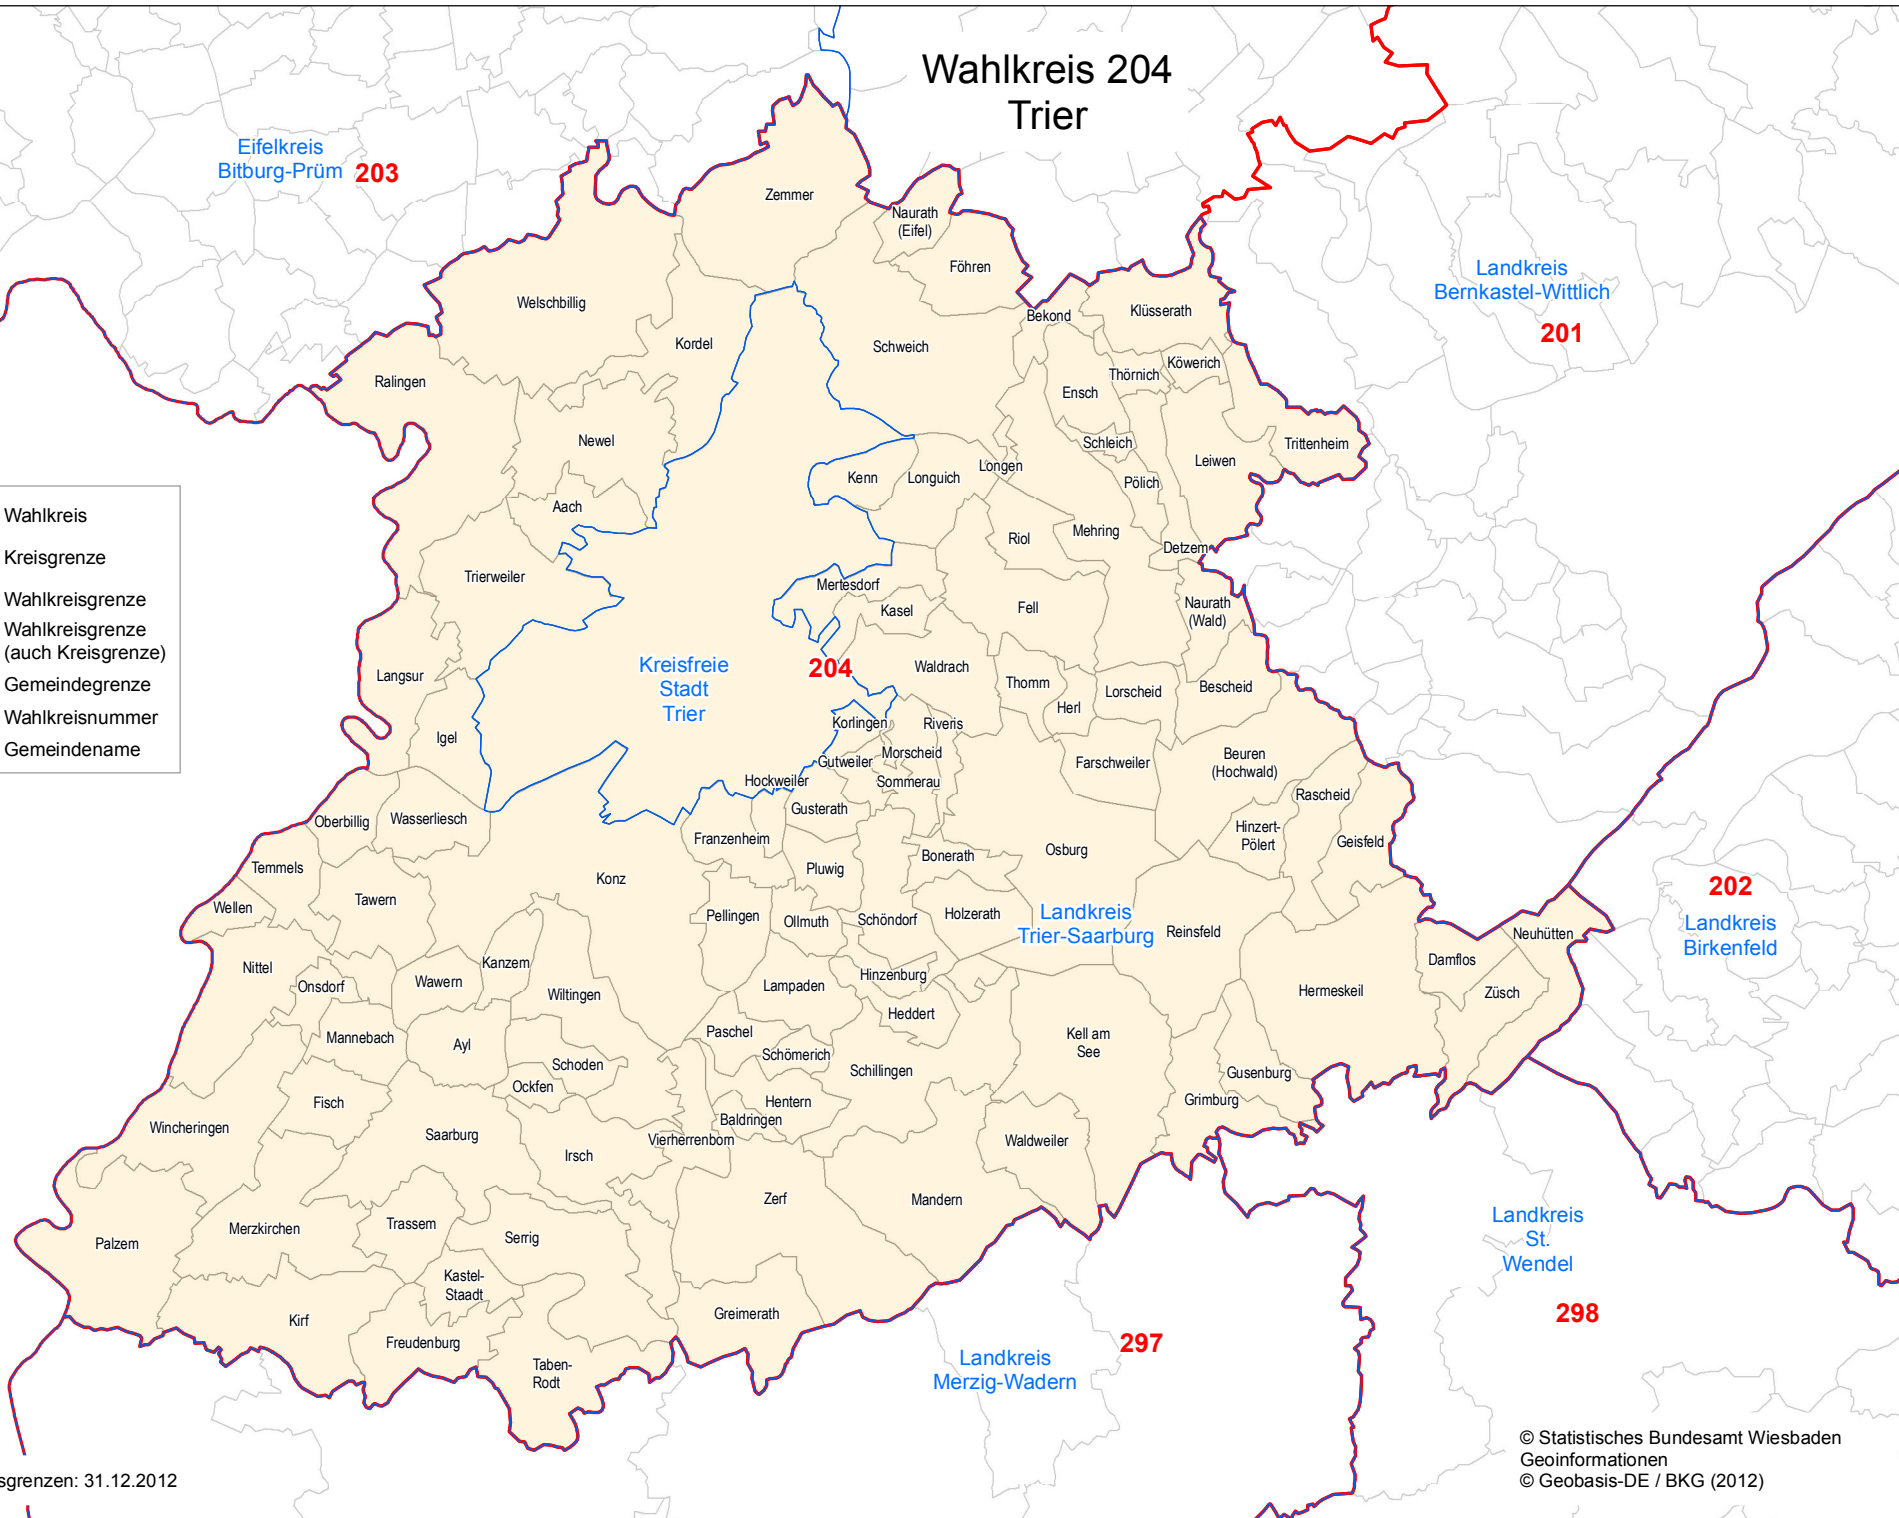 Wahlkreis 204
Trier
Eifelkreis
Bitburg-Prüm
203
Zemmer
Naurath
(Eifel)
Föhren
Landkreis
Bernkastel-Wittlich
201
Welschbillig
Bekond
Klüsserath
Kordel
Schweich
Köwerich
Thörnich
Ralingen
Ensch
Newel
Schleich
Trittenheim
Leiwen
Longen
Kenn
Longuich
Pölich
Aach
Mehring
Riol
Detzem
Wahlkreis
Kreisgrenze
Wahlkreisgrenze
Wahlkreisgrenze
(auch Kreisgrenze)
Gemeindegrenze
Wahlkreisnummer
Gemeindename
Trierweiler
Mertesdorf
Kasel
Fell
Naurath
(Wald)
Kreisfreie
Stadt
Trier
204
Waldrach
Langsur
Thomm
Lorscheid
Bescheid
Herl
Korlingen
Riveris
Igel
Morscheid
Gutweiler
Farschweiler
Beuren
(Hochwald)
Hockweiler
Sommerau
Rascheid
Gusterath
Oberbillig
Wasserliesch
Franzenheim
Hinzert-
Pölert
Geisfeld
Osburg
Bonerath
Temmels
Pluwig
Konz
202
Landkreis
Birkenfeld
Tawern
Wellen
Pellingen
Ollmuth
Schöndorf
Holzerath
Landkreis
Trier-Saarburg
Reinsfeld
Neuhütten
Damflos
Nittel
Kanzem
Onsdorf
Wawern
Wiltingen
Lampaden
Hinzenburg
Hermeskeil
Züsch
Heddert
Paschel
Kell am
See
Mannebach
Ayl
Schömerich
Schoden
Schillingen
Gusenburg
Ockfen
Fisch
Hentern
Grimburg
Baldringen
Wincheringen
Saarburg
Vierherrenborn
Waldweiler
Irsch
Zerf
Mandern
Merzkirchen
Trassem
Serrig
Palzem
Landkreis
St.
Wendel
Kastel-
Staadt
Kirf
Greimerath
298
Freudenburg
297
Landkreis
Merzig-Wadern
Taben-
Rodt
sgrenzen: 31.12.2012
© Statistisches Bundesamt Wiesbaden
Geoinformationen
© Geobasis-DE / BKG (2012)